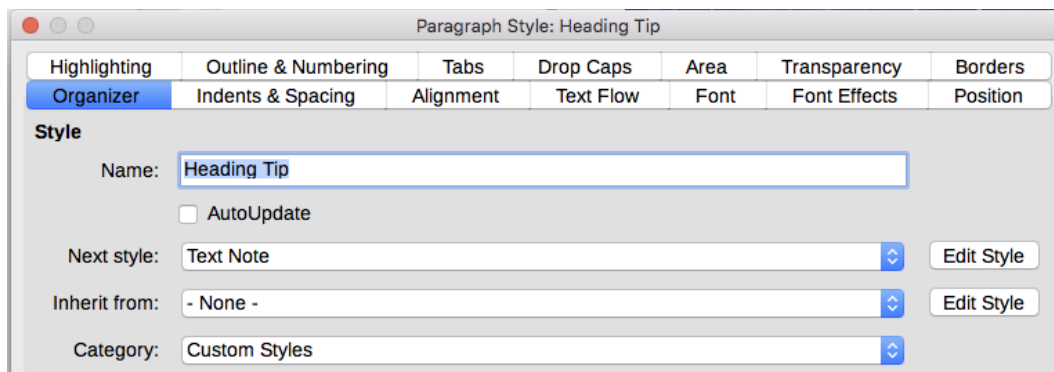 Paragraph Style: Heading Tip
Highlighting Outline & Numbering Tabs Drop Caps Area Transparency Borders
Organizer Indents & Spacing Alignment Text Flow Font Font Effects Position
Style
Name: Heading Tip
AutoUpdate
Next style: Text Note Edit Style
Inherit from: - None - Edit Style
Category: Custom Styles